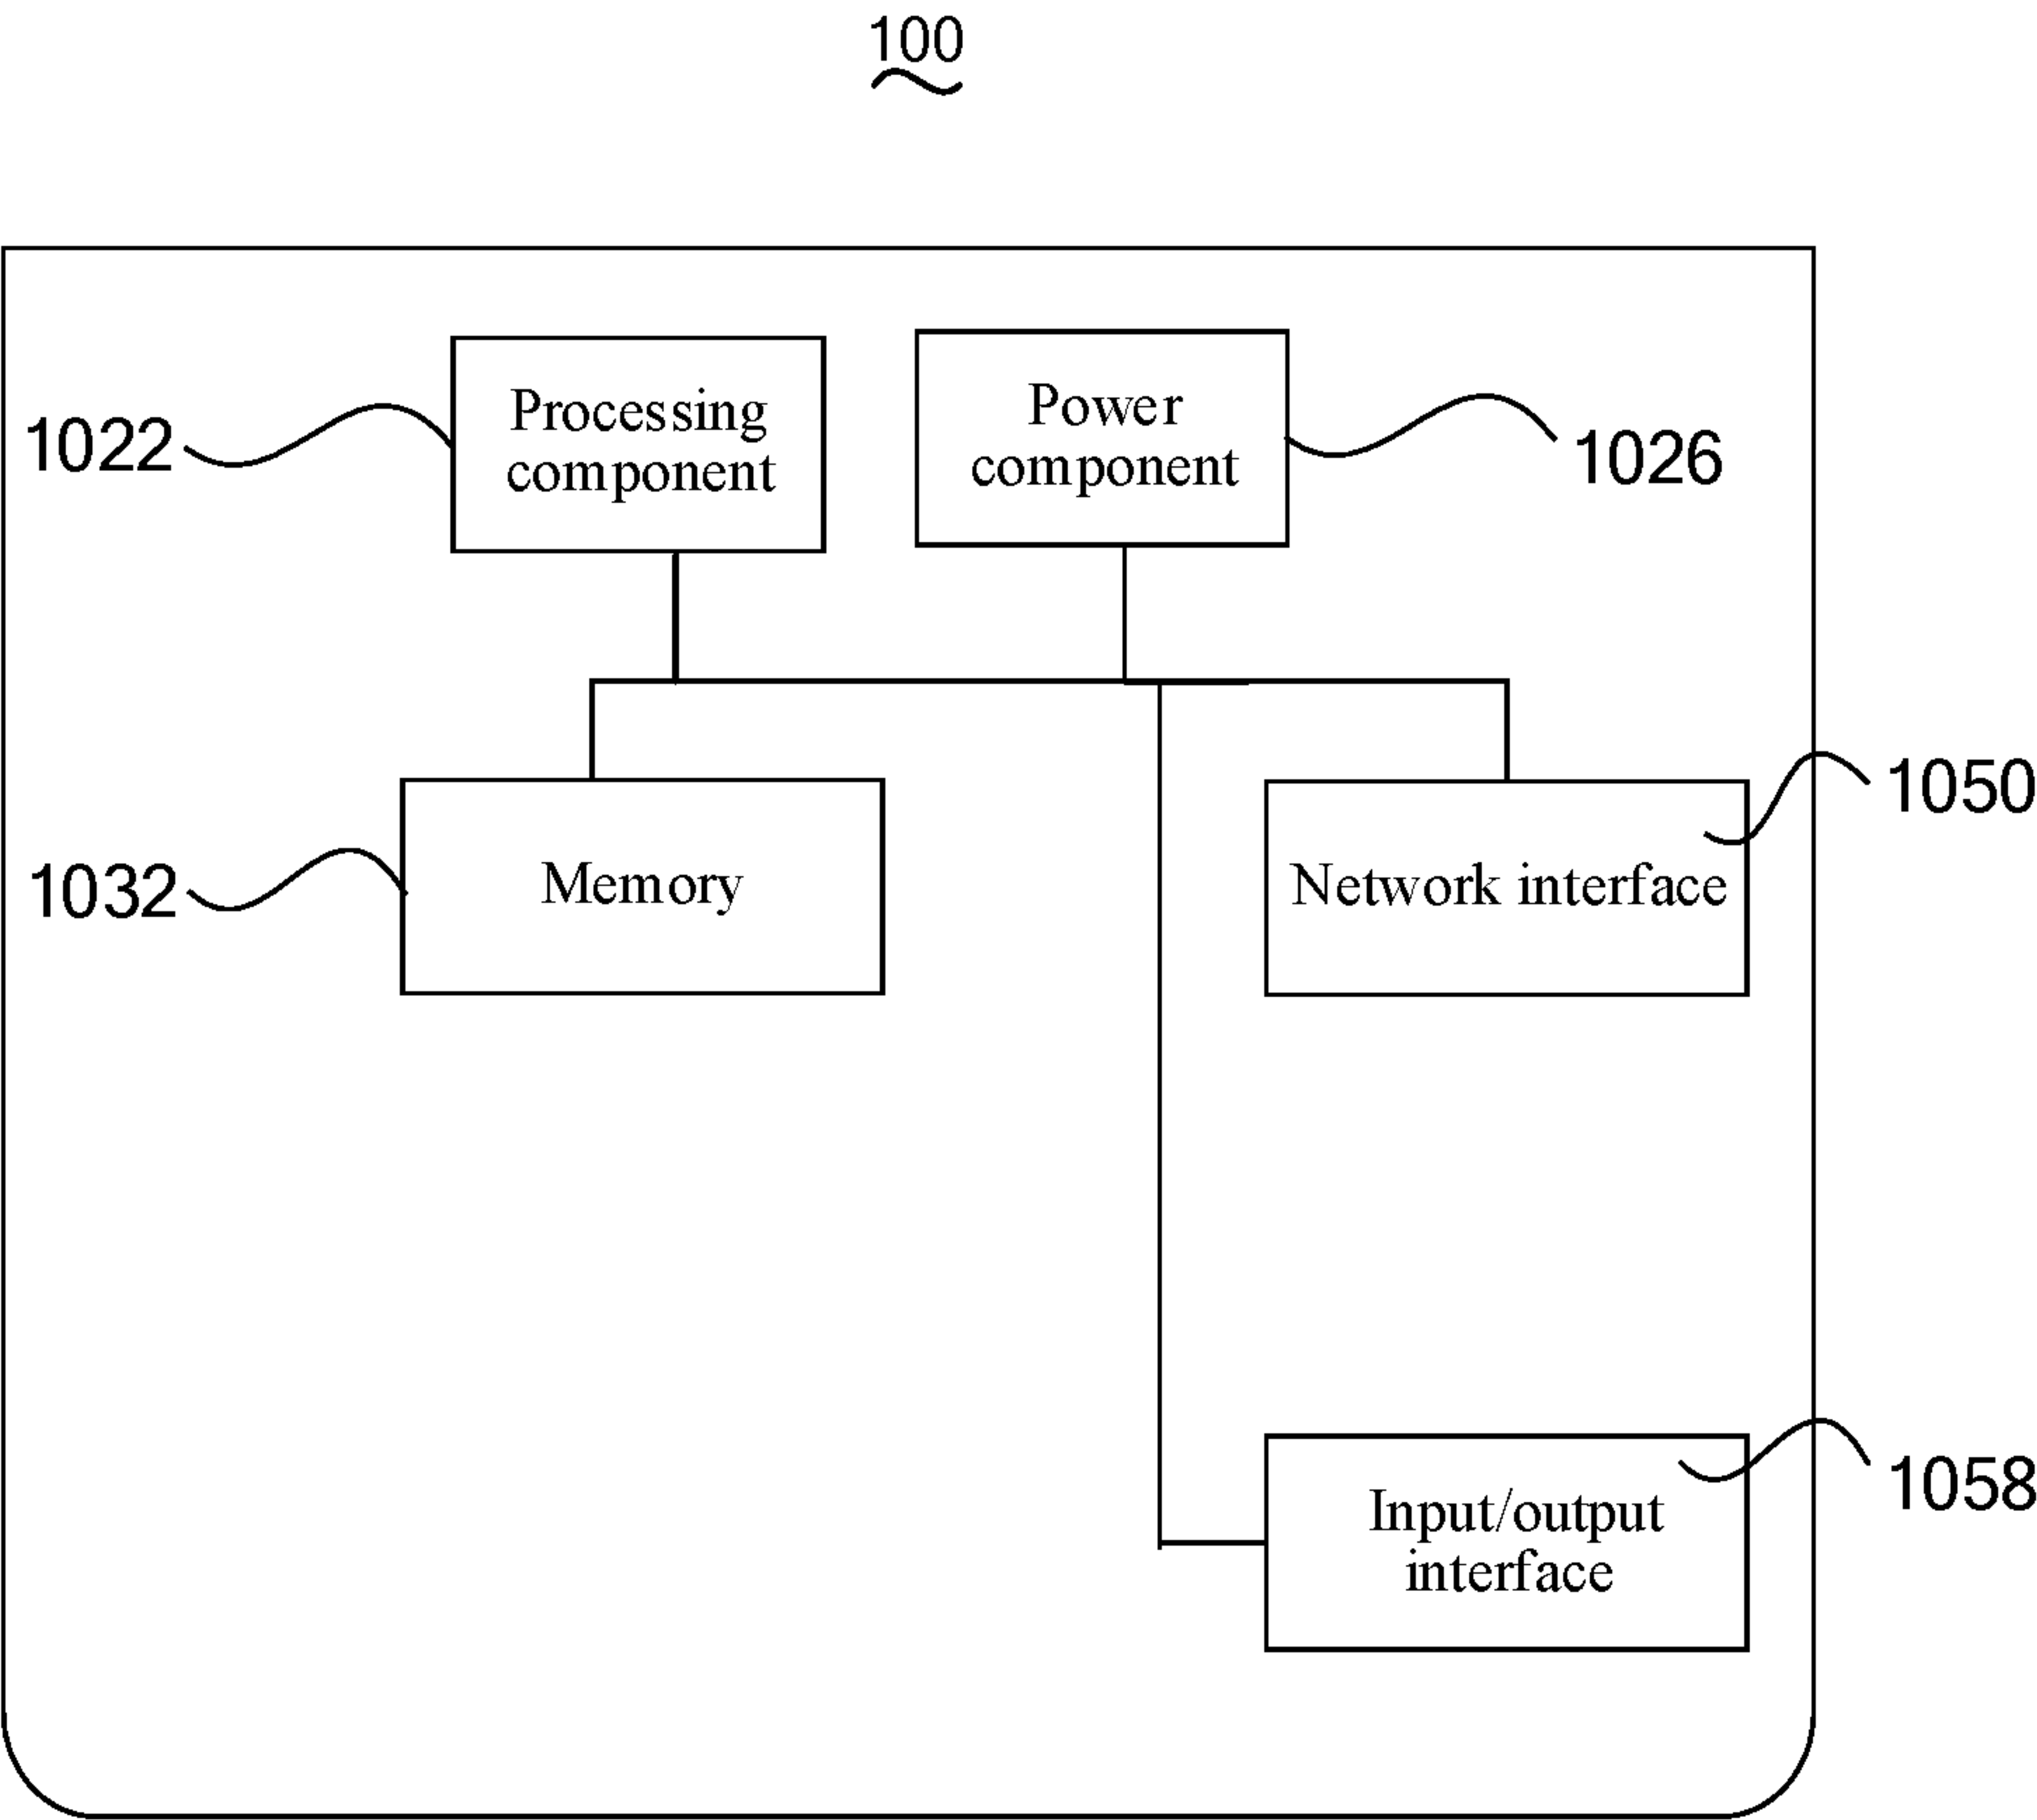 100
Processing
component
Power
component
1022
1026
1050
1032
Memory
Network interface
1058
Input/output
interface